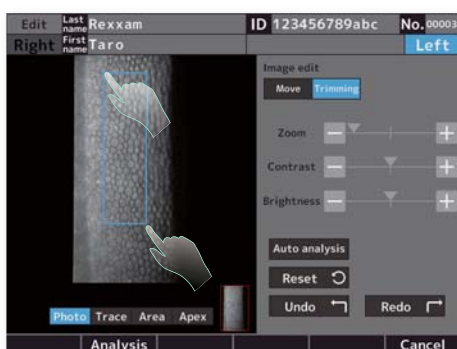 Edit Last name Rexxam ID 123456789abc No. 00003
Right First name Taro Left
Image edit
Move Trimming
Zoom
Contrast
Brightness
Auto analysis
Reset
Undo Redo
Photo Trace Area Apex
Analysis Cancel